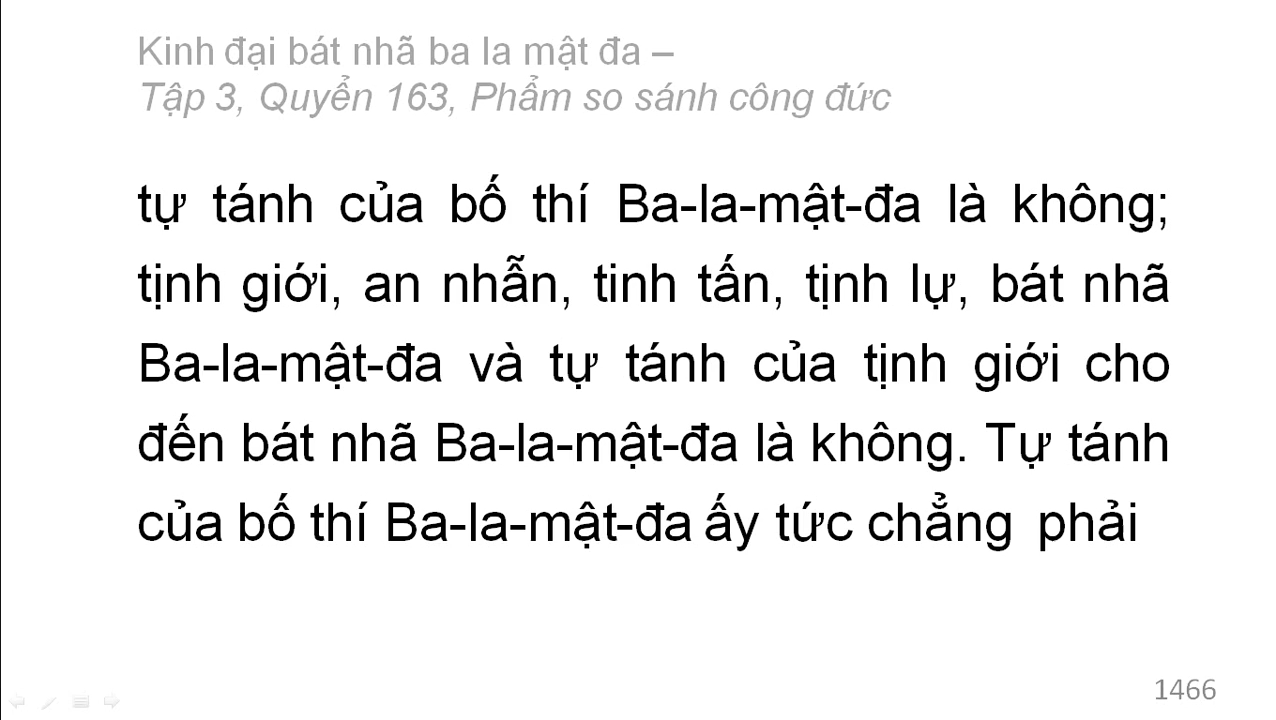 Kinh đại bát nhã ba la mật đa –
Tập 3, Quyển 163, Phẩm so sánh công đức
tự tánh của bố thí Ba-la-mật-đa là không;
tịnh giới, an nhẫn, tinh tấn, tịnh lự, bát nhã
Ba-la-mật-đa và tự tánh của tịnh giới cho
đến bát nhã Ba-la-mật-đa là không. Tự tánh
của bố thí Ba-la-mật-đa ấy tức chẳng phải
1466